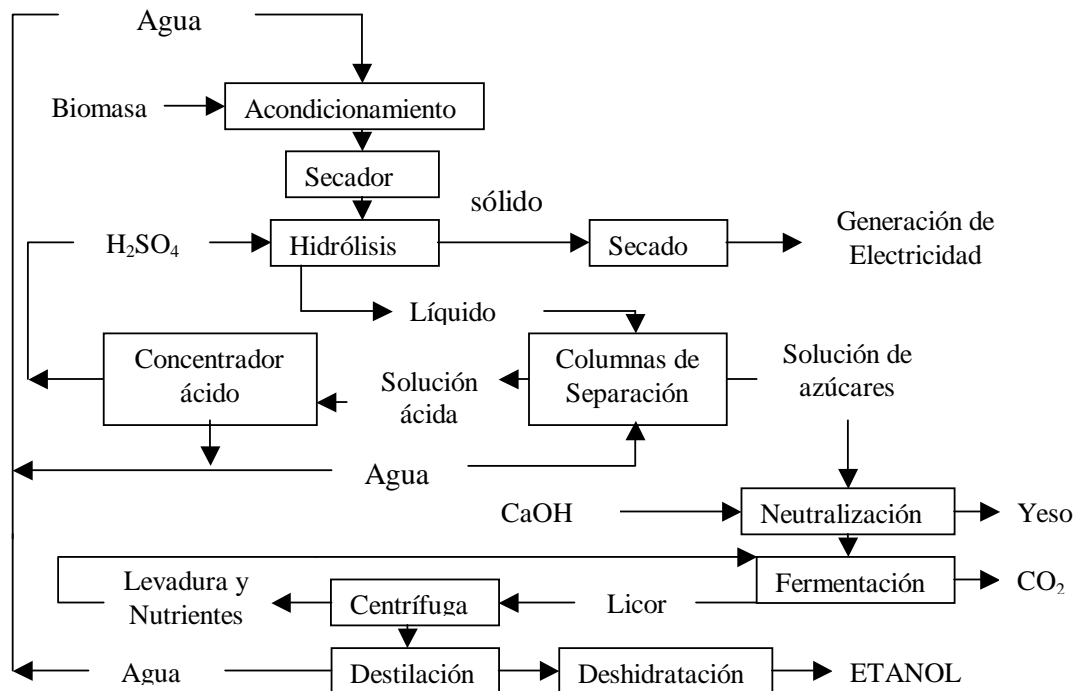 Agua
Biomasa
Acondicionamiento
Secador
sólido
H₂SO₄
Hidrólisis
Secado
Generación de
Electricidad
Líquido
Concentrador
ácido
Solución
ácida
Columnas de
Separación
Solución de
azúcares
Agua
CaOH
Neutralización
Yeso
Levadura y
Nutrientes
Centrífuga
Licor
Fermentación
CO₂
Agua
Destilación
Deshidratación
ETANOL